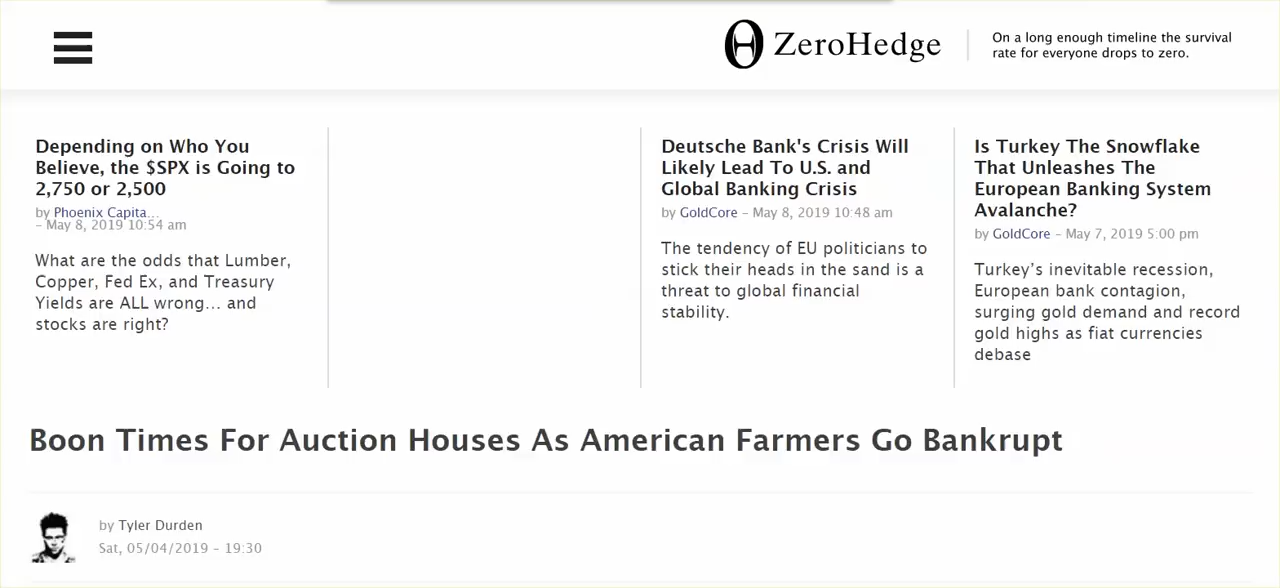 ZeroHedge
On a long enough timeline the survival
rate for everyone drops to zero.
Depending on Who You
Believe, the $SPX is Going to
2,750 or 2,500
by Phoenix Capita...
– May 8, 2019 10:54 am
What are the odds that Lumber,
Copper, Fed Ex, and Treasury
Yields are ALL wrong... and
stocks are right?
Deutsche Bank's Crisis Will
Likely Lead To U.S. and
Global Banking Crisis
by GoldCore – May 8, 2019 10:48 am
The tendency of EU politicians to
stick their heads in the sand is a
threat to global financial
stability.
Is Turkey The Snowflake
That Unleashes The
European Banking System
Avalanche?
by GoldCore – May 7, 2019 5:00 pm
Turkey’s inevitable recession,
European bank contagion,
surging gold demand and record
gold highs as fiat currencies
debase
Boon Times For Auction Houses As American Farmers Go Bankrupt
by Tyler Durden
Sat, 05/04/2019 – 19:30